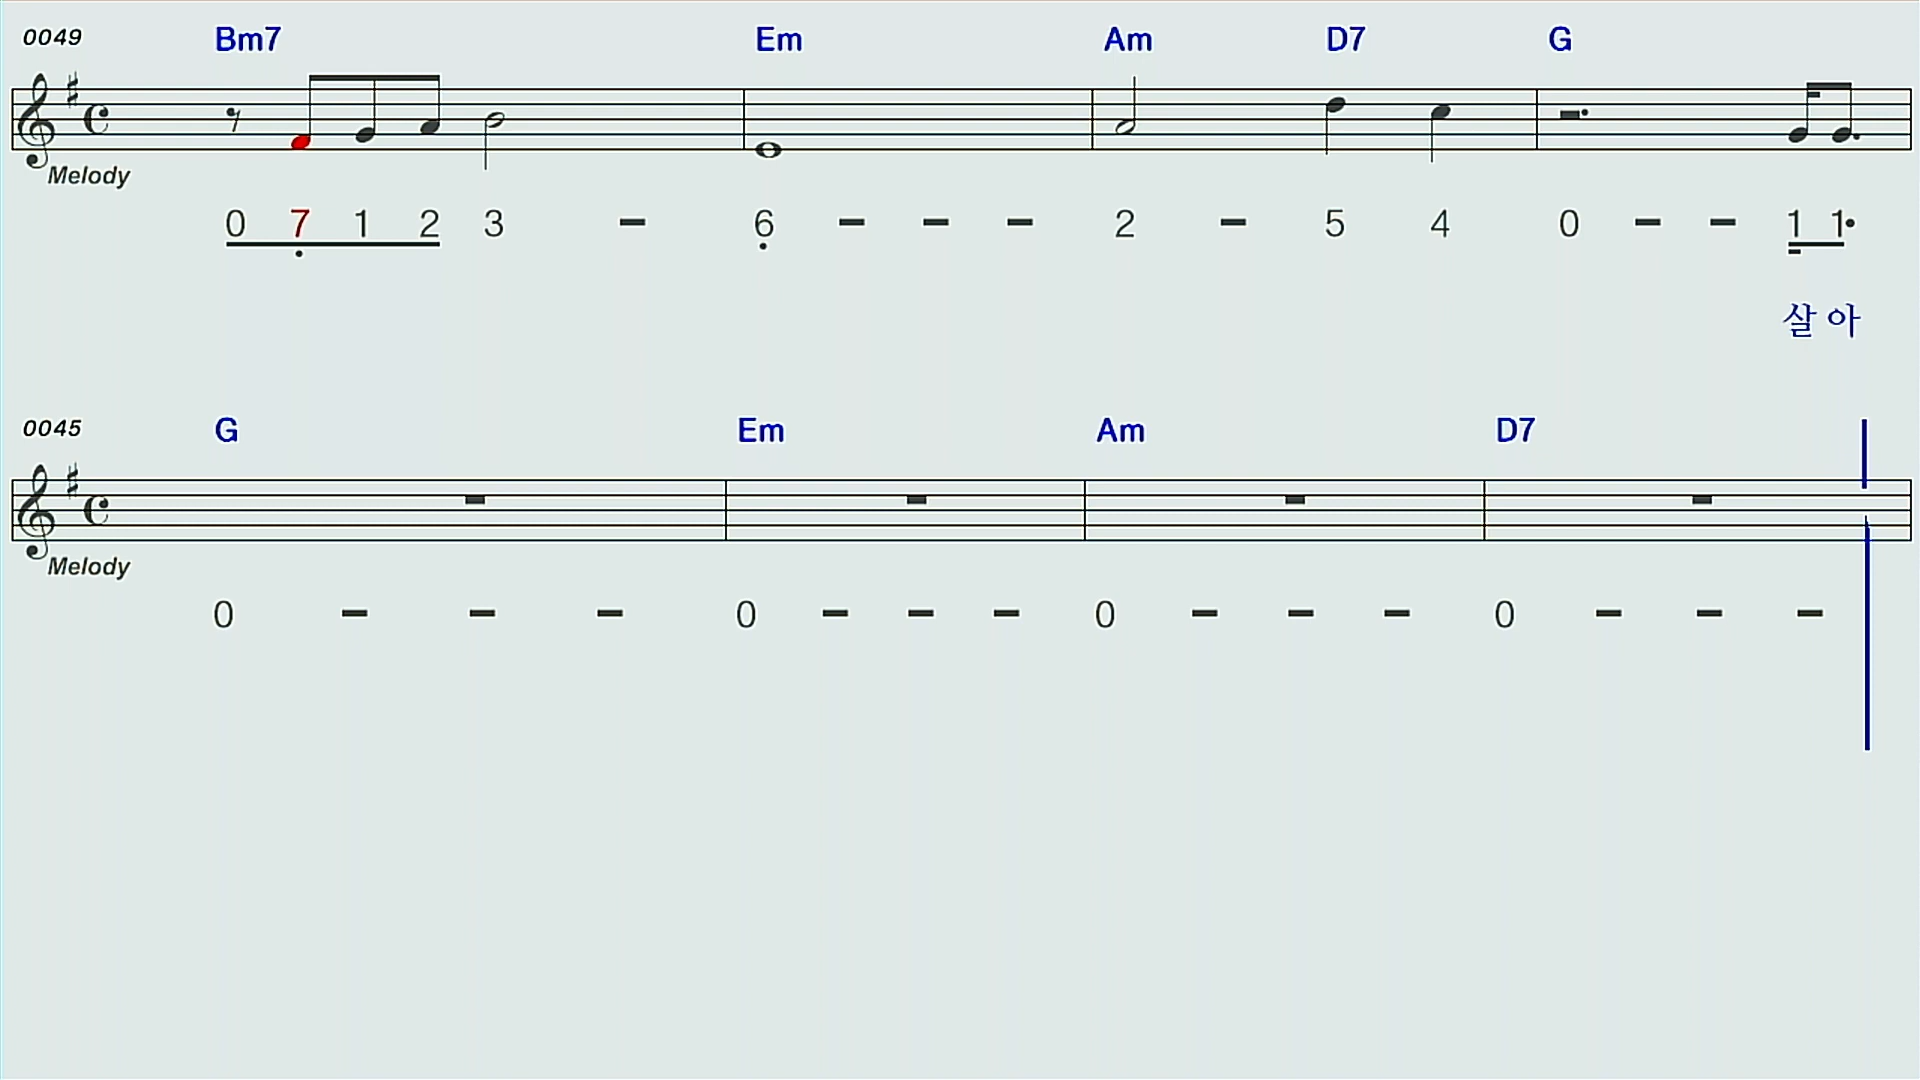 0049 Bm7 Em Am D7 G
Melody
0 7 1 2 3 - 6 - - - 2 - 5 4 0 - - 1 1·
살 아
0045 G Em Am D7
Melody
0 - - - 0 - - - 0 - - - 0 - - -